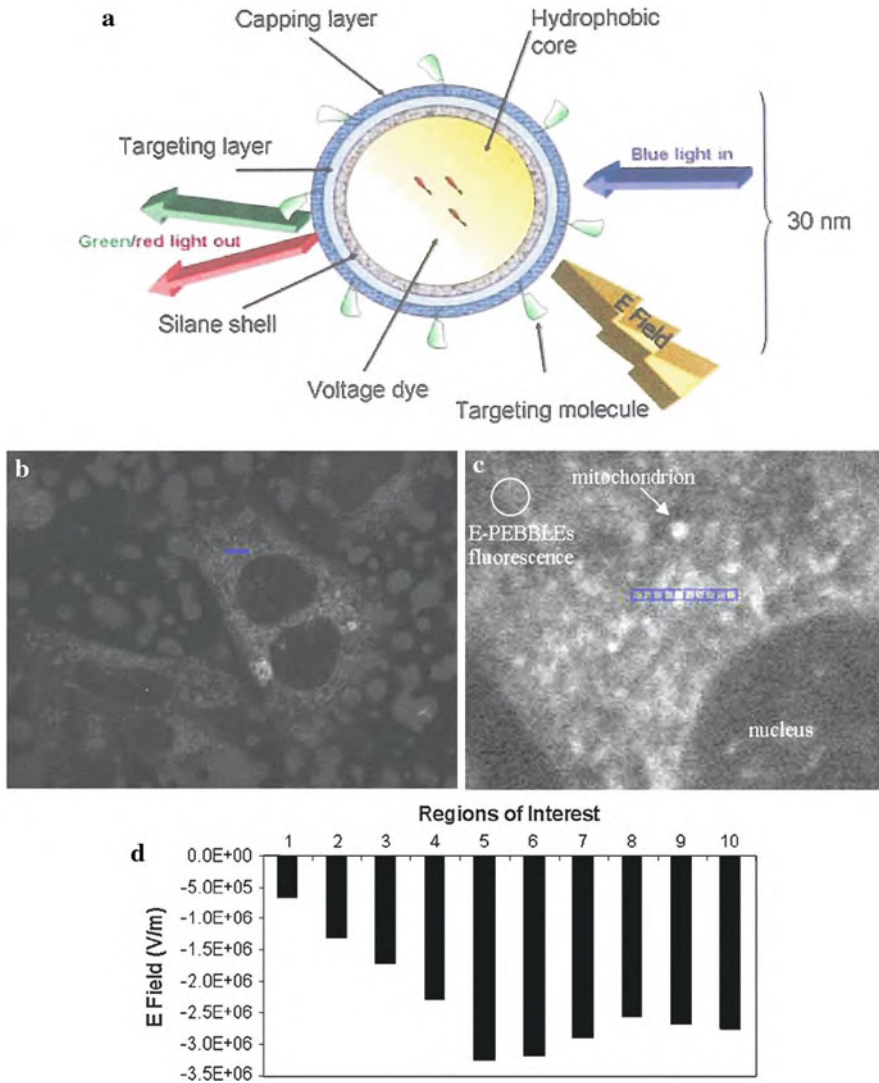 a
Capping layer
Hydrophobic
core
Targeting layer
Blue light in
30 nm
Green/red light out
E Field
Silane shell
Voltage dye
Targeting molecule
b
c
mitochondrion
E-PEBBLEs
fluorescence
nucleus
Regions of Interest
d
1 2 3 4 5 6 7 8 9 10
0.0E+00
-5.0E+05
-1.0E+06
-1.5E+06
-2.0E+06
-2.5E+06
-3.0E+06
-3.5E+06
E Field (V/m)